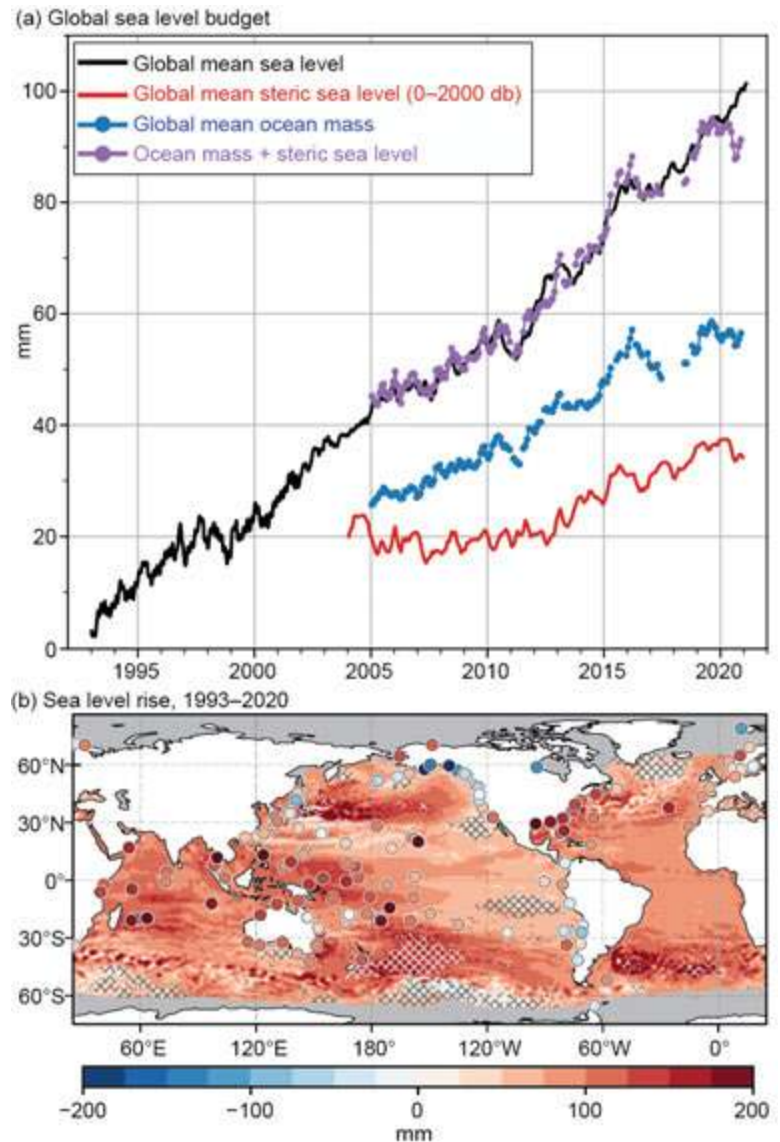 (a) Global sea level budget
Global mean sea level
Global mean steric sea level (0–2000 db)
Global mean ocean mass
Ocean mass + steric sea level
100
80
60
40
20
0
mm
1995 2000 2005 2010 2015 2020
(b) Sea level rise, 1993–2020
60°N
30°N
0°
30°S
60°S
60°E 120°E 180° 120°W 60°W 0°
−200 −100 0 100 200
mm